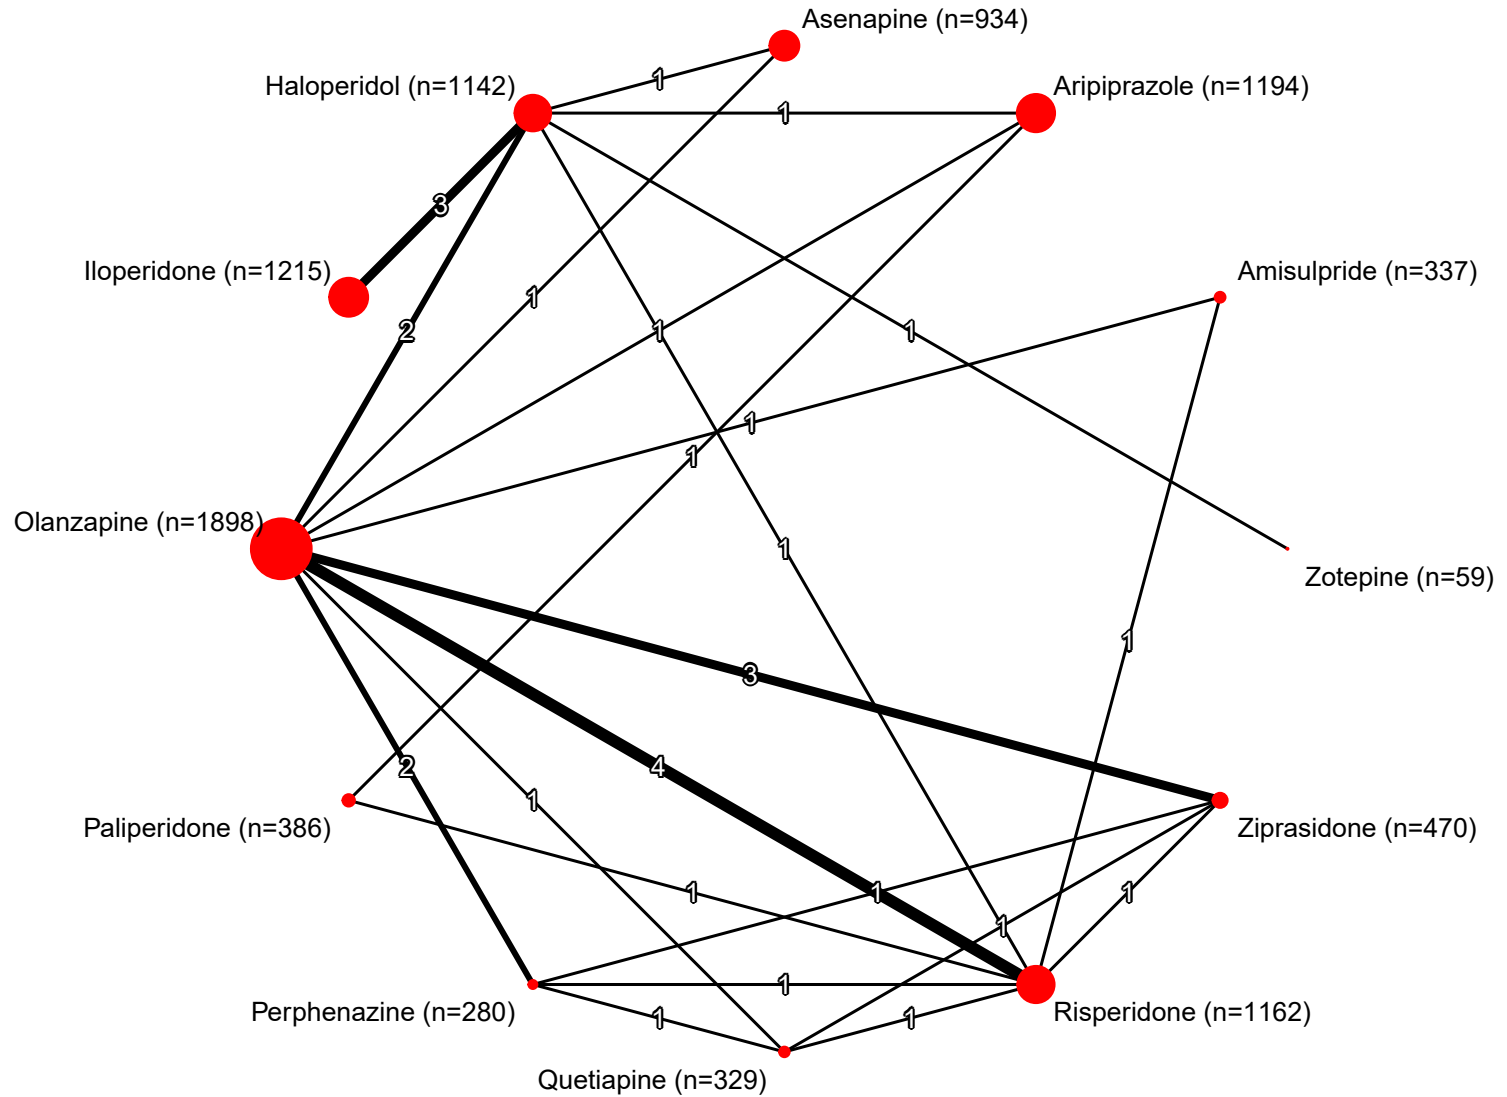 Asenapine (n=934)
Haloperidol (n=1142)
Aripiprazole (n=1194)
1
1
3
Iloperidone (n=1215)
Amisulpride (n=337)
1
2
1
1
1
1
Olanzapine (n=1898)
1
Zotepine (n=59)
1
3
2
4
1
Paliperidone (n=386)
Ziprasidone (n=470)
1
1
1
1
1
Perphenazine (n=280)
1
1
Risperidone (n=1162)
Quetiapine (n=329)